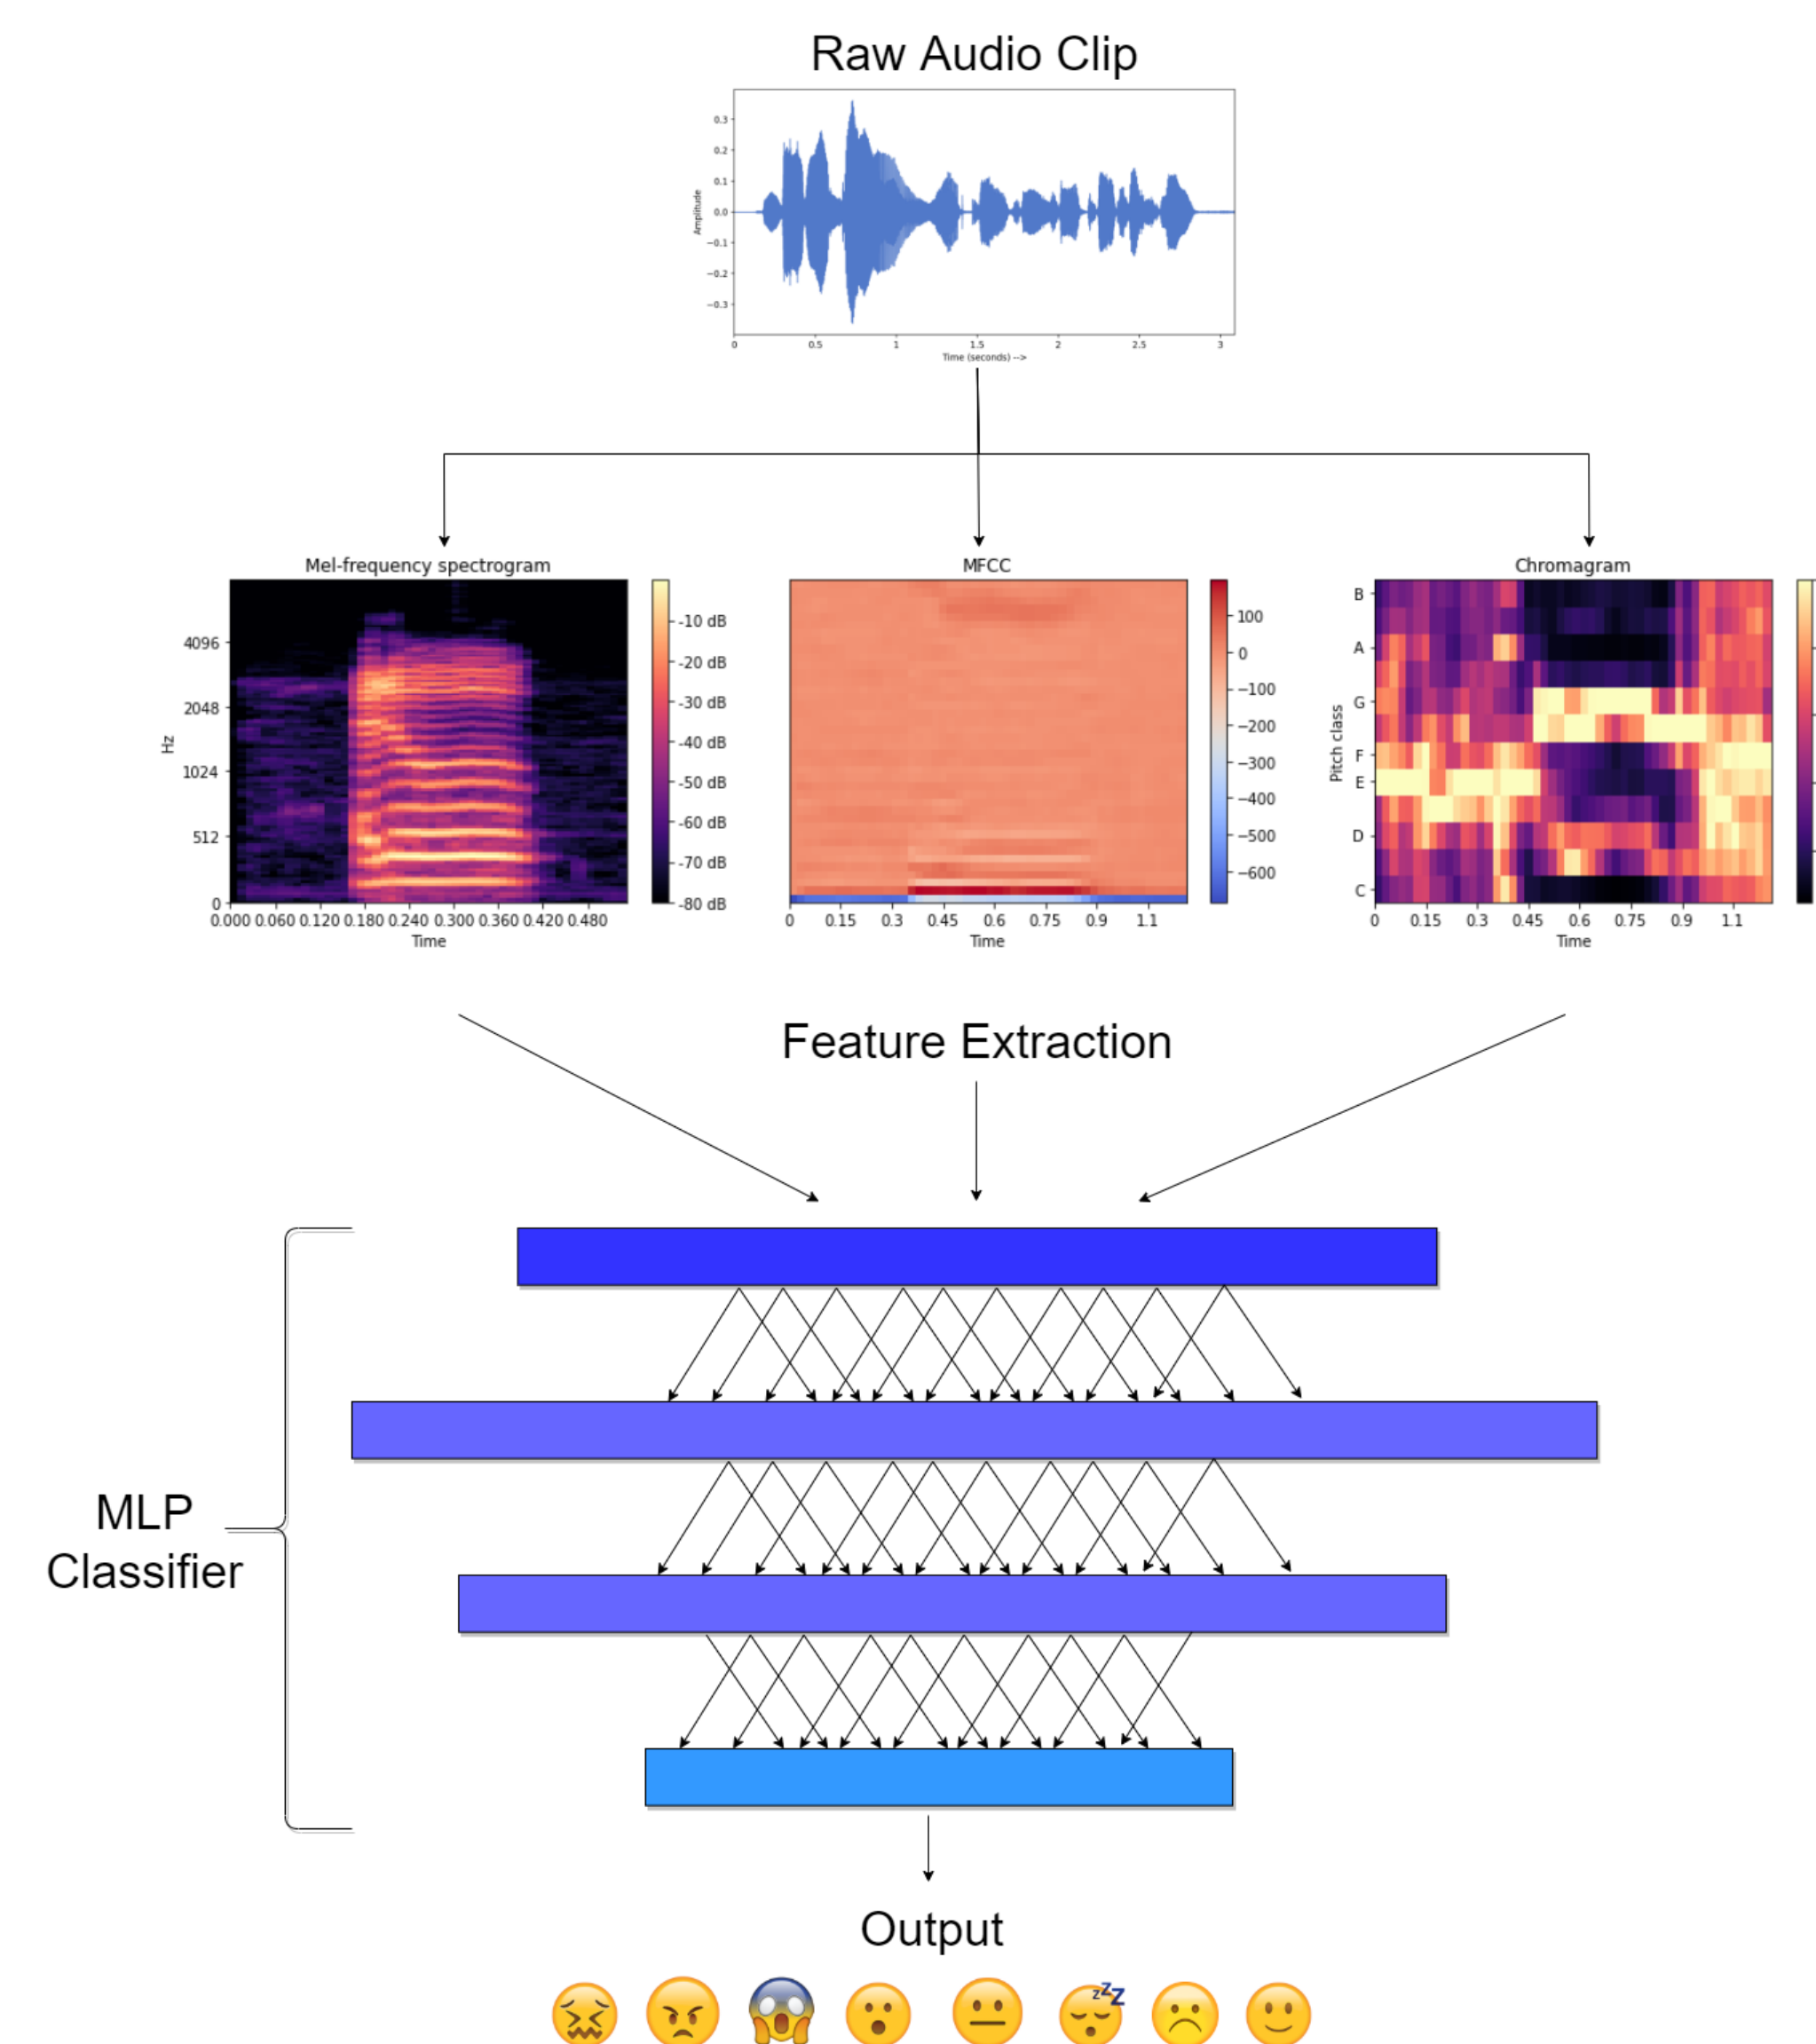 Raw Audio Clip
0.3
0.2
0.1
0.0
−0.1
−0.2
−0.3
Amplitude
0 0.5 1 1.5 2 2.5 3
Time (seconds) -->
Mel-frequency spectrogram
4096
2048
1024
512
0
Hz
0.000 0.060 0.120 0.180 0.240 0.300 0.360 0.420 0.480
Time
-10 dB
-20 dB
-30 dB
-40 dB
-50 dB
-60 dB
-70 dB
-80 dB
MFCC
0 0.15 0.3 0.45 0.6 0.75 0.9 1.1
Time
100
0
−100
−200
−300
−400
−500
−600
Chromagram
B
A
G
F
E
D
C
Pitch class
0 0.15 0.3 0.45 0.6 0.75 0.9 1.1
Time
Feature Extraction
MLP
Classifier
Output
zzZ